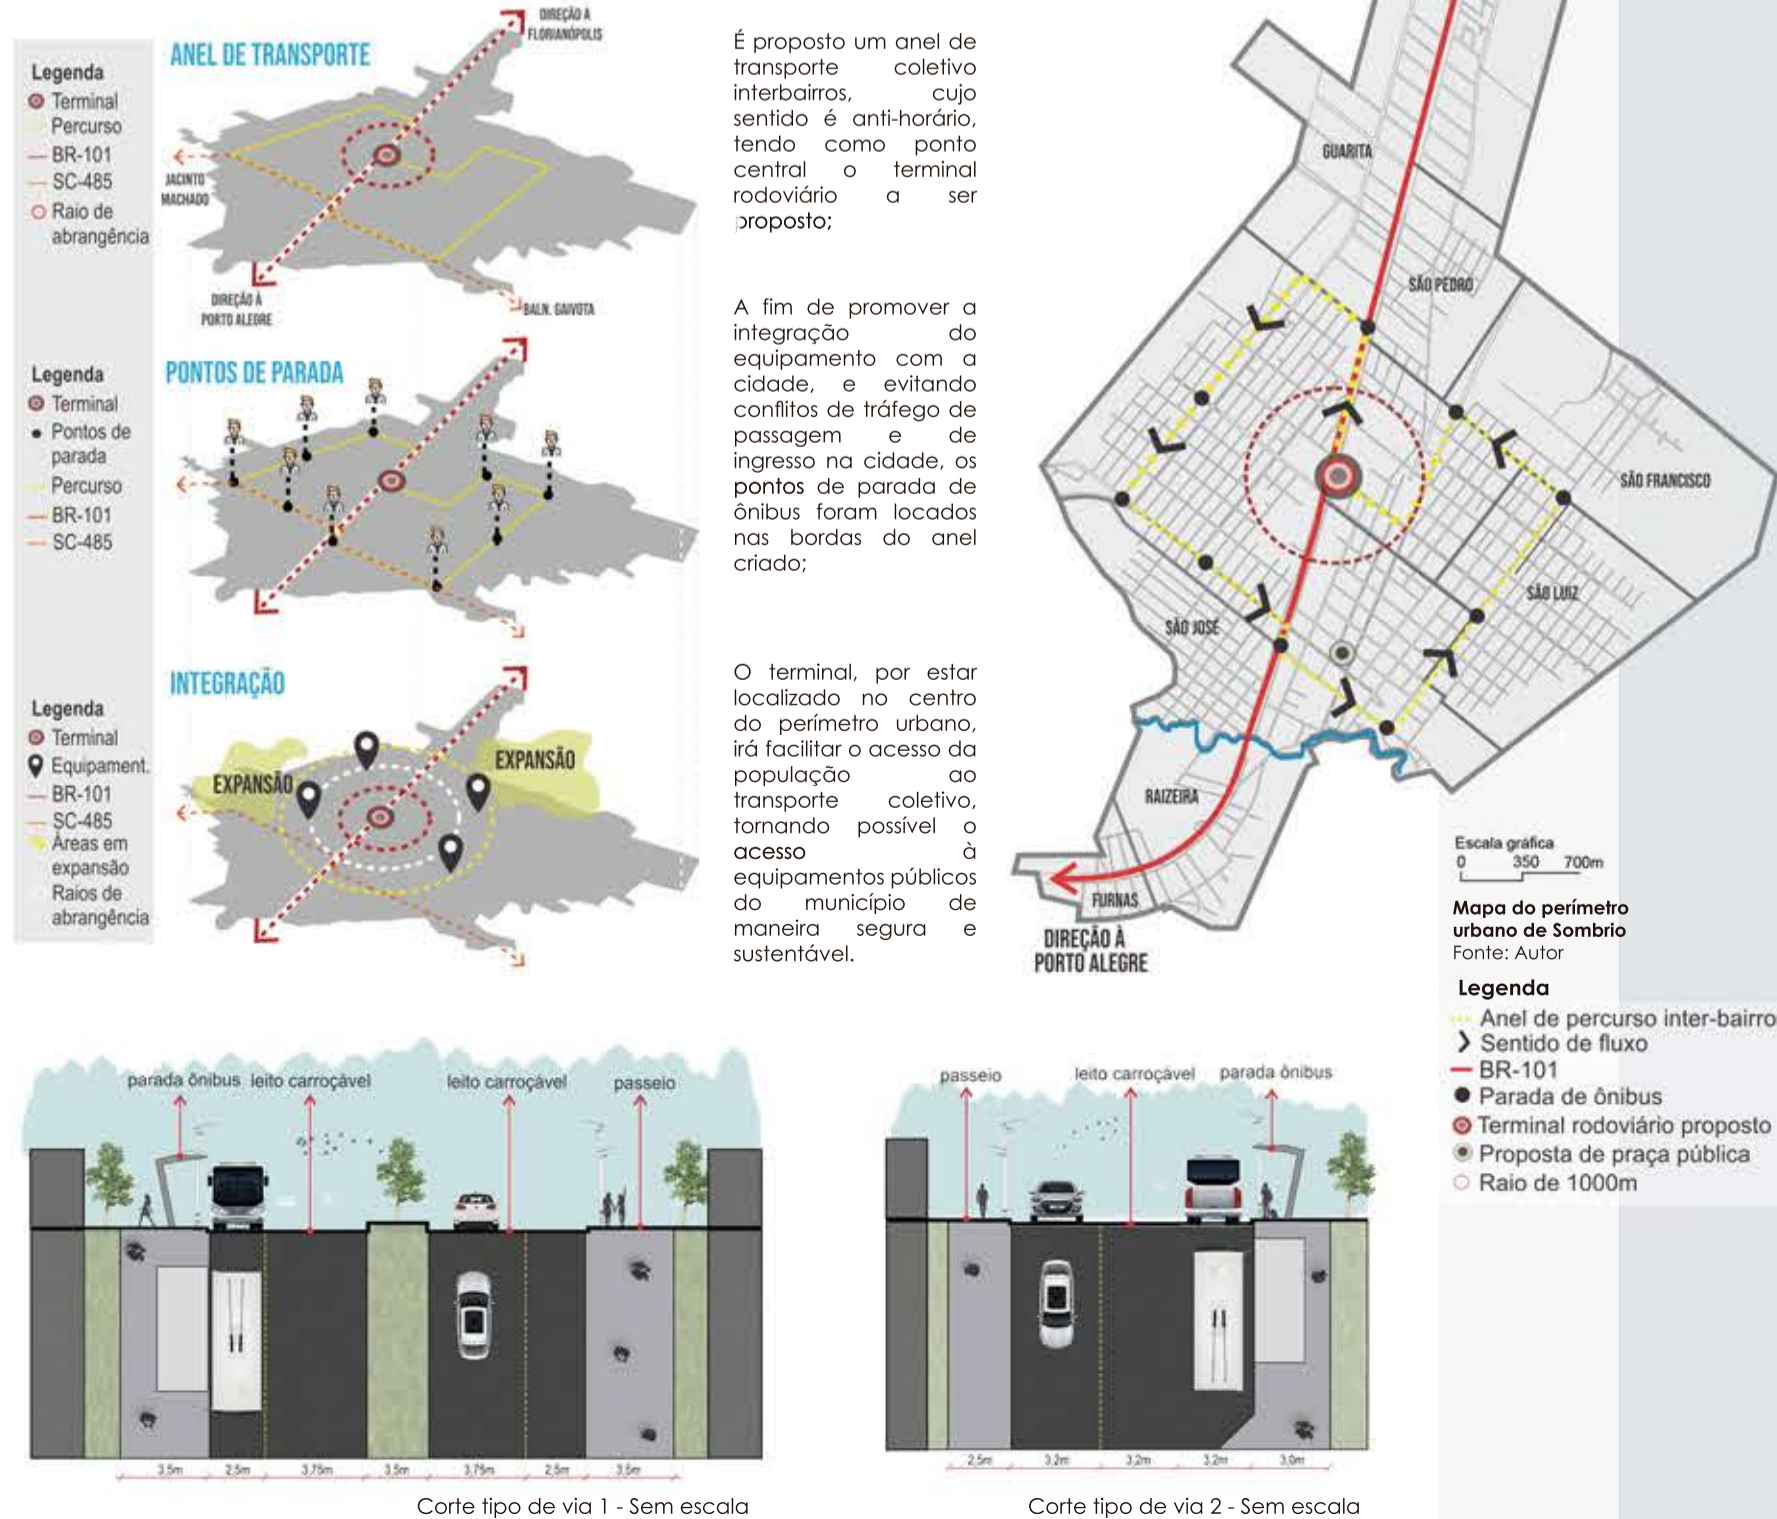 Legenda
Terminal
Percurso
BR-101
SC-485
Raio de
abrangência
ANEL DE TRANSPORTE
DIREÇÃO A
FLORIANÓPOLIS
JACINTO
MACHADO
DIREÇÃO À
PORTO ALEGRE
BALN. GAIVOTA
Legenda
Terminal
Pontos de
parada
Percurso
BR-101
SC-485
PONTOS DE PARADA
Legenda
Terminal
Equipament.
BR-101
SC-485
Áreas em
expansão
Raios de
abrangência
INTEGRAÇÃO
EXPANSÃO
EXPANSÃO
É proposto um anel de
transporte coletivo
interbairros, cujo
sentido é anti-horário,
tendo como ponto
central o terminal
rodoviário a ser
proposto;
A fim de promover a
integração do
equipamento com a
cidade, e evitando
conflitos de tráfego de
passagem e de
ingresso na cidade, os
pontos de parada de
ônibus foram locados
nas bordas do anel
criado;
O terminal, por estar
localizado no centro
do perímetro urbano,
irá facilitar o acesso da
população ao
transporte coletivo,
tornando possível o
acesso à
equipamentos públicos
do município de
maneira segura e
sustentável.
GUARITA
SÃO PEDRO
SÃO FRANCISCO
SÃO LUIZ
SÃO JOSÉ
RAIZEIRA
FURNAS
DIREÇÃO À
PORTO ALEGRE
Escala gráfica
0 350 700m
Mapa do perímetro
urbano de Sombrio
Fonte: Autor
Legenda
Anel de percurso inter-bairro
Sentido de fluxo
BR-101
Parada de ônibus
Terminal rodoviário proposto
Proposta de praça pública
Raio de 1000m
parada ônibus leito carroçável leito carroçável passeio
3,5m 2,5m 3,75m 3,5m 3,75m 2,5m 3,5m
Corte tipo de via 1 - Sem escala
passeio leito carroçável parada ônibus
2,5m 3,2m 3,2m 3,2m 3,0m
Corte tipo de via 2 - Sem escala